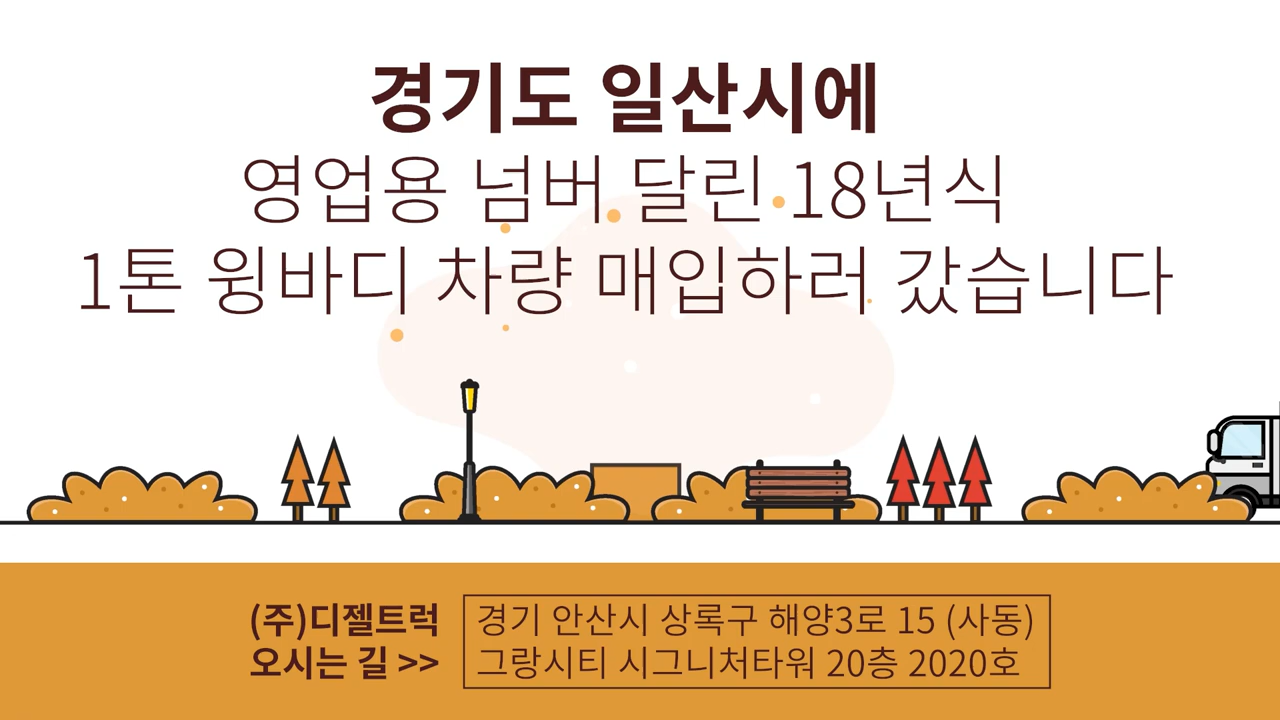 경기도 일산시에
영업용 넘버 달린 18년식
1톤 윙바디 차량 매입하러 갔습니다
(주)디젤트럭
오시는 길 >>
경기 안산시 상록구 해양3로 15 (사동)
그랑시티 시그니처타워 20층 2020호